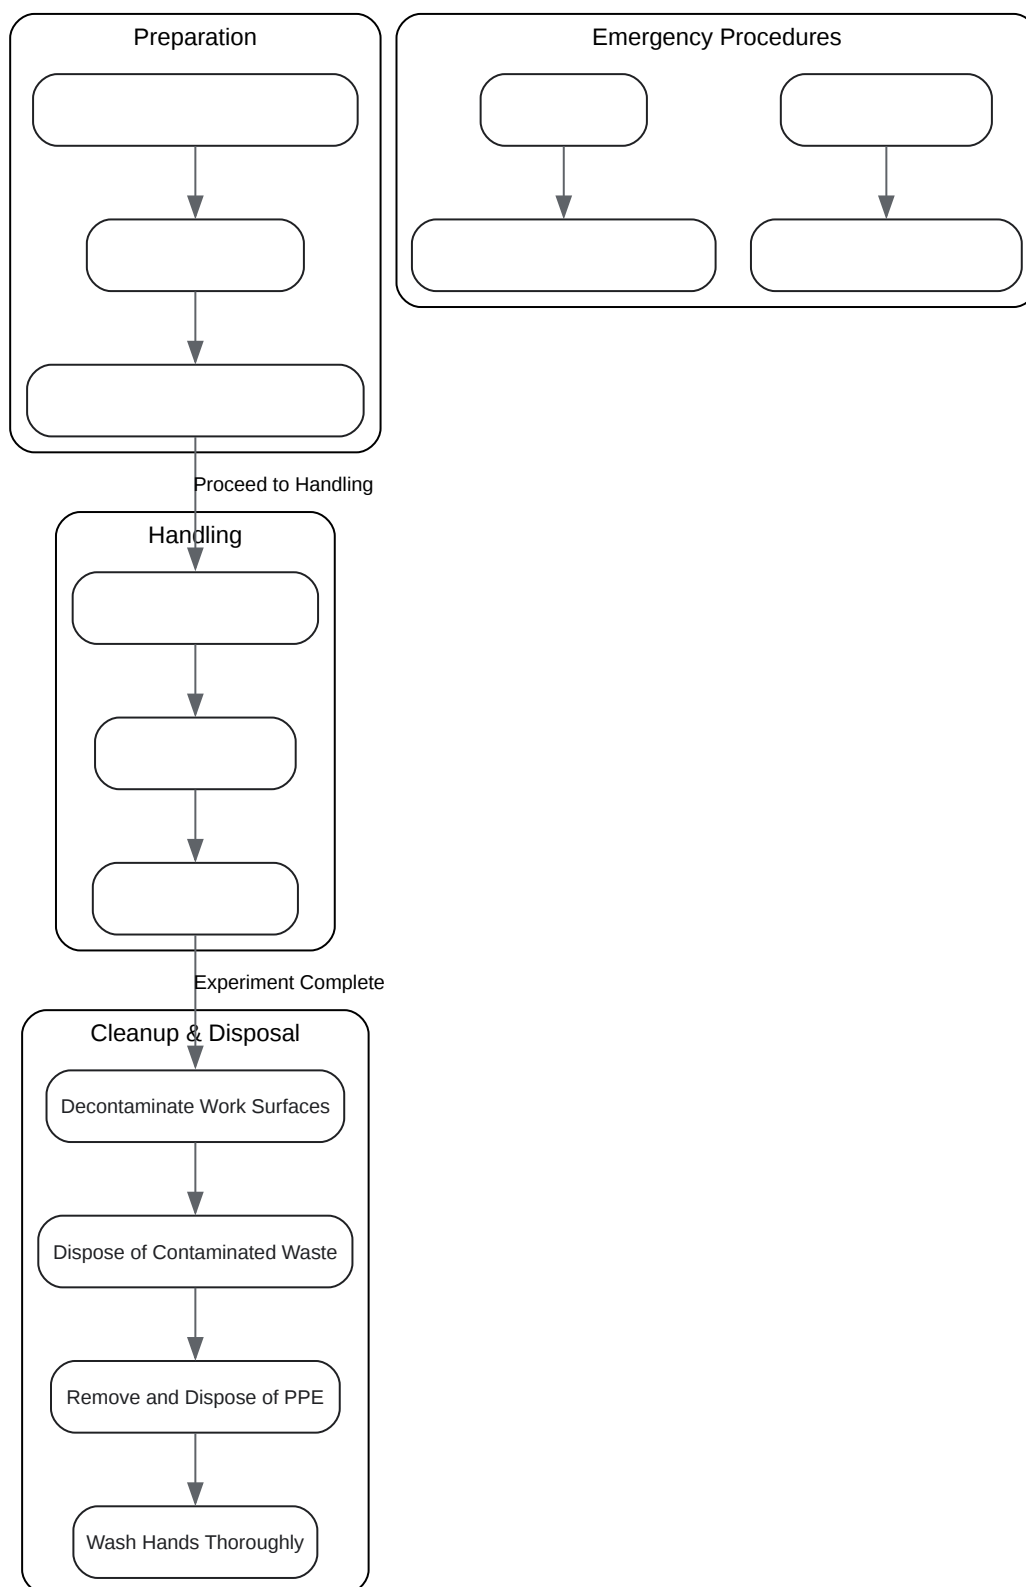 Preparation
Emergency Procedures
Proceed to Handling
Handling
Experiment Complete
Cleanup & Disposal
Decontaminate Work Surfaces
Dispose of Contaminated Waste
Remove and Dispose of PPE
Wash Hands Thoroughly